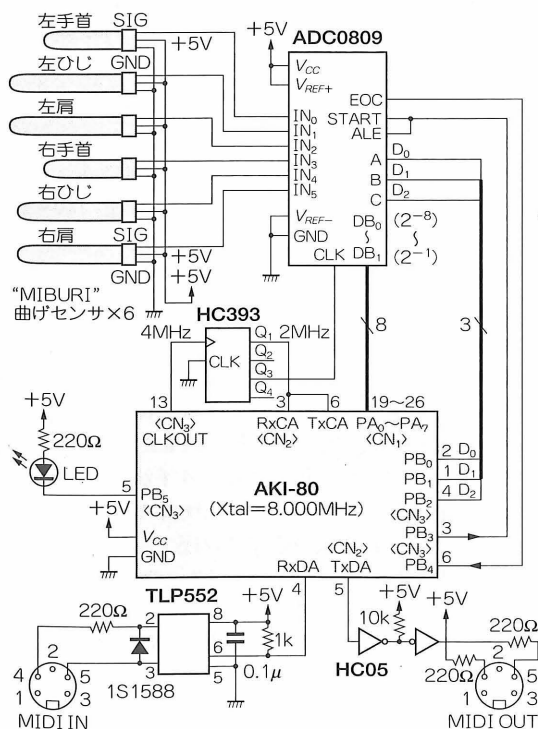 左手首
SIG
+5V
GND
左ひじ
左肩
右手首
右ひじ
右肩
SIG
GND
+5V
+5V
"MIBURI"
曲げセンサ×6
+5V
ADC0809
VCC
VREF+
IN0
IN1
IN2
IN3
IN4
IN5
VREF−
GND
CLK
EOC
START
ALE
A
B
C
D0
D1
D2
DB0
(2−8)
〜
〜
DB1
(2−1)
8
3
HC393
4MHz
CLK
Q1
Q2
Q3
Q4
2MHz
13
3
6
19〜26
〈CN3〉
CLKOUT
RxCA
〈CN2〉
TxCA
PA0〜PA7
〈CN1〉
+5V
220Ω
LED
5
PB5
〈CN3〉
AKI-80
(Xtal=8.000MHz)
PB0
2
D0
PB1
1
D1
PB2
4
D2
〈CN3〉
PB3
3
〈CN3〉
PB4
6
+5V
VCC
GND
〈CN2〉
RxDA
TxDA
4
5
TLP552
220Ω
2
3
8
6
5
+5V
1k
0.1μ
1S1588
4
2
5
1
3
MIDI IN
+5V
10k
HC05
+5V
220Ω
220Ω
4
2
5
1
3
MIDI OUT